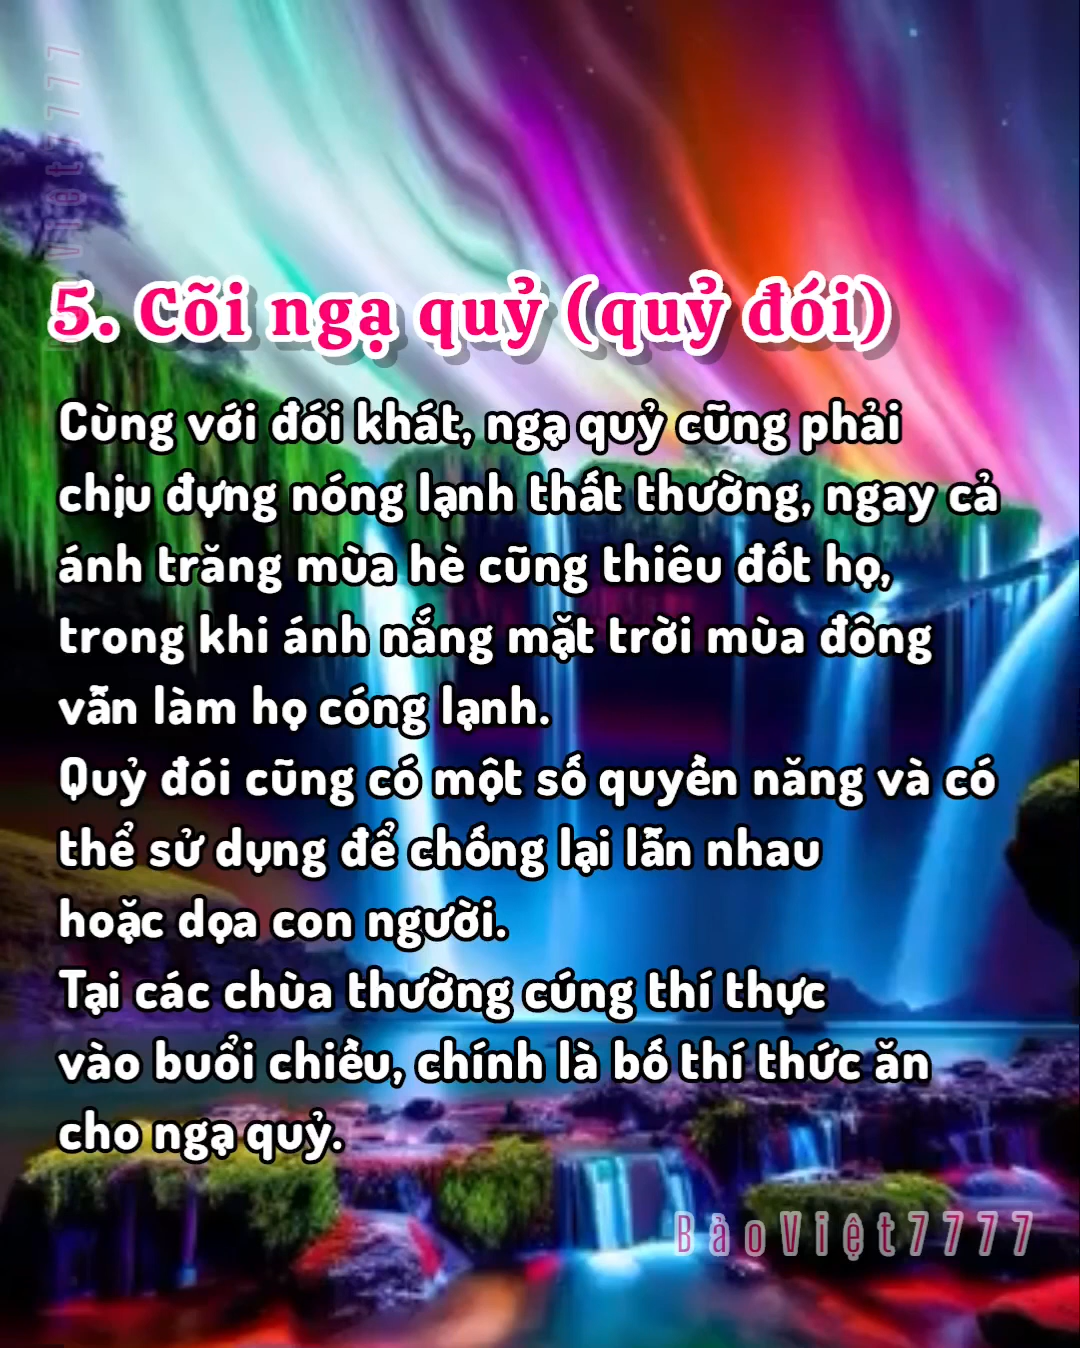 5. Cõi ngạ quỷ (quỷ đói)
Cùng với đói khát, ngạ quỷ cũng phải
chịu đựng nóng lạnh thất thường, ngay cả
ánh trăng mùa hè cũng thiêu đốt họ,
trong khi ánh nắng mặt trời mùa đông
vẫn làm họ cóng lạnh.
Quỷ đói cũng có một số quyền năng và có
thể sử dụng để chống lại lẫn nhau
hoặc dọa con người.
Tại các chùa thường cúng thí thực
vào buổi chiều, chính là bố thí thức ăn
cho ngạ quỷ.
BảoViệt7777